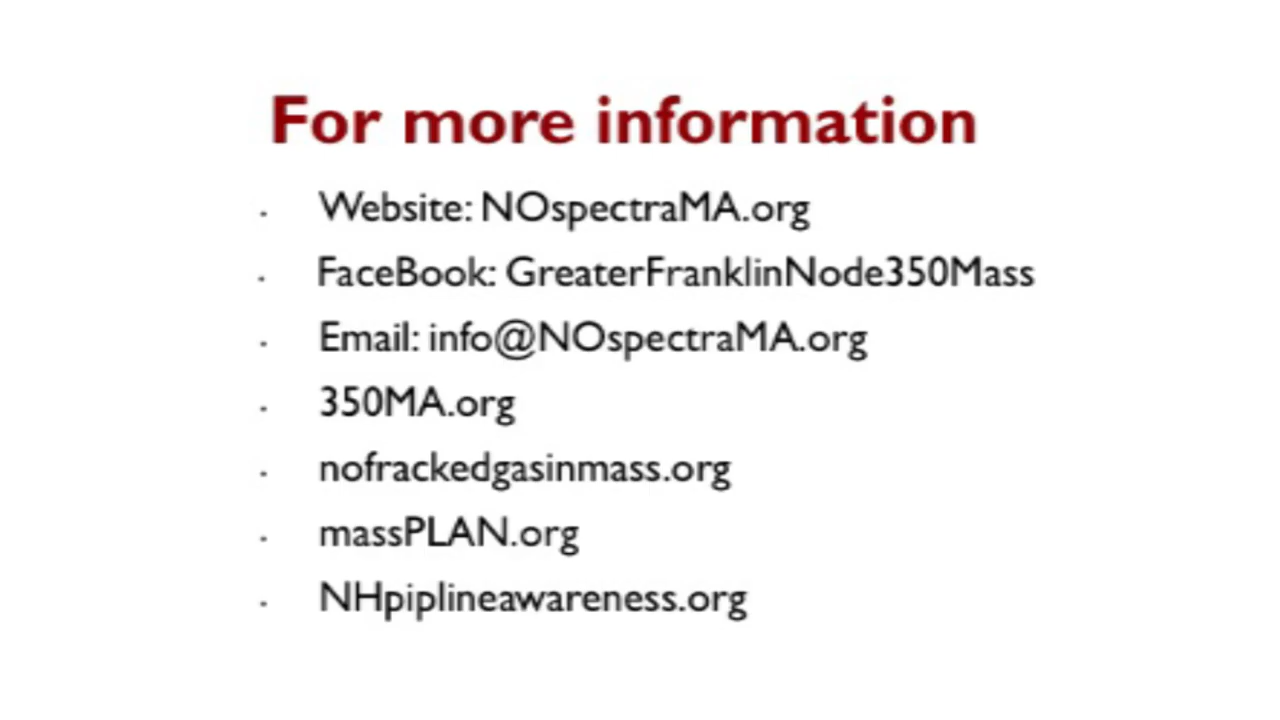 For more information
· Website: NOspectraMA.org
· FaceBook: GreaterFranklinNode350Mass
· Email: info@NOspectraMA.org
· 350MA.org
· nofrackedgasinmass.org
· massPLAN.org
· NHpiplineawareness.org